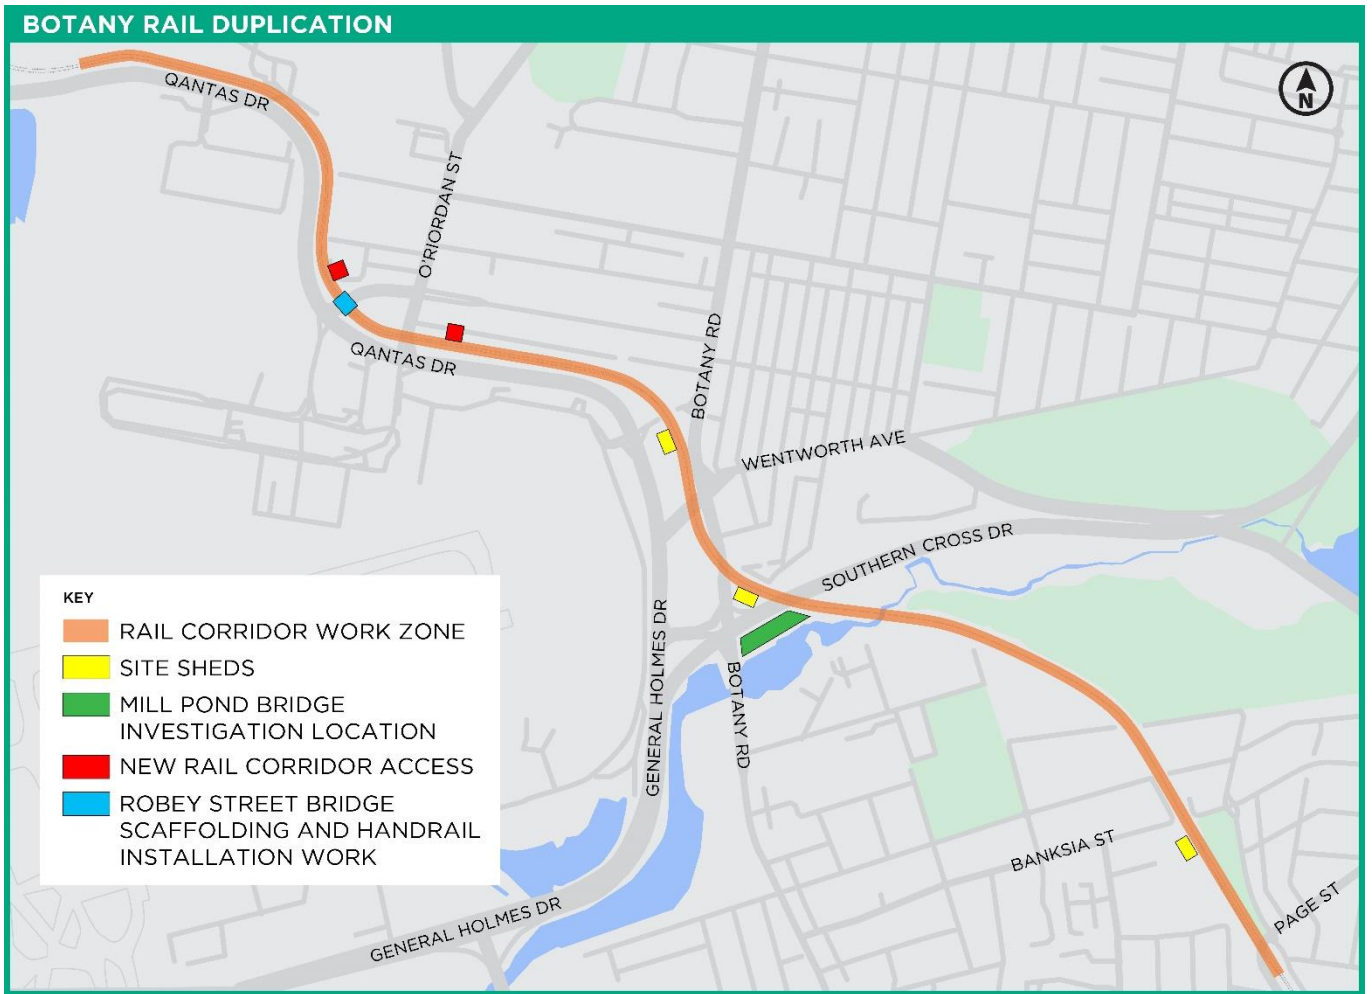 BOTANY RAIL DUPLICATION
N
QANTAS DR
O'RIORDAN ST
QANTAS DR
BOTANY RD
WENTWORTH AVE
SOUTHERN CROSS DR
GENERAL HOLMES DR
BOTANY RD
BANKSIA ST
PAGE ST
GENERAL HOLMES DR
KEY
RAIL CORRIDOR WORK ZONE
SITE SHEDS
MILL POND BRIDGE
INVESTIGATION LOCATION
NEW RAIL CORRIDOR ACCESS
ROBEY STREET BRIDGE
SCAFFOLDING AND HANDRAIL
INSTALLATION WORK